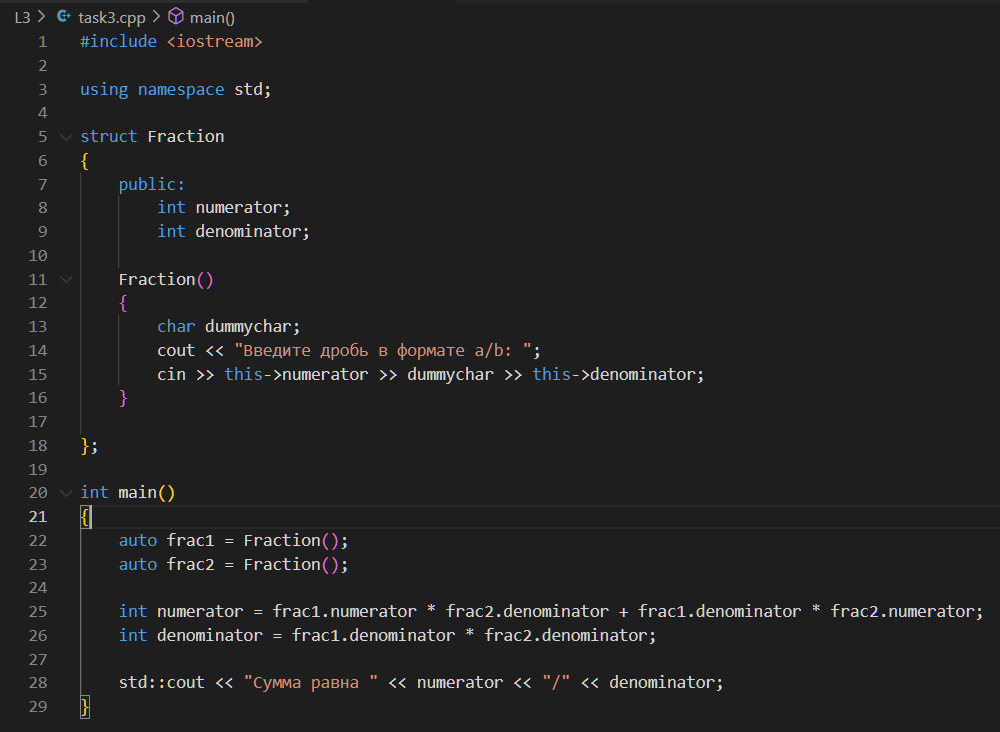 L3 > task3.cpp > main()
1 #include <iostream>
2
3 using namespace std;
4
5 struct Fraction
6 {
7     public:
8         int numerator;
9         int denominator;
10
11     Fraction()
12     {
13         char dummychar;
14         cout << "Введите дробь в формате a/b: ";
15         cin >> this->numerator >> dummychar >> this->denominator;
16     }
17
18 };
19
20 int main()
21 {
22     auto frac1 = Fraction();
23     auto frac2 = Fraction();
24
25     int numerator = frac1.numerator * frac2.denominator + frac1.denominator * frac2.numerator;
26     int denominator = frac1.denominator * frac2.denominator;
27
28     std::cout << "Сумма равна " << numerator << "/" << denominator;
29 }